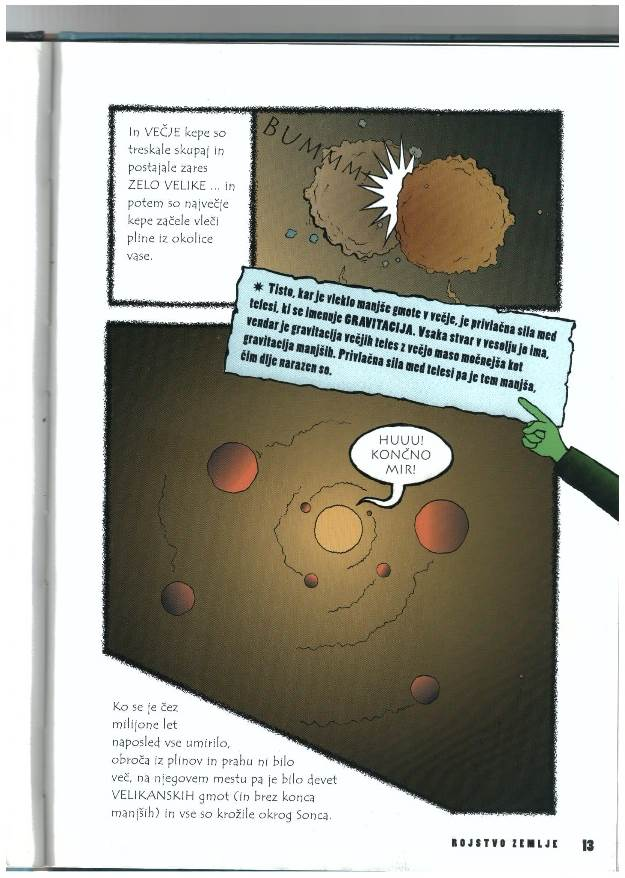 In VEČJE kepe so
treskale skupaj in
postajale zares
ZELO VELIKE ... in
potem so največje
kepe začele vleči
pline iz okolice
vase.
BUMMMM
✷ Tisto, kar je vleklo manjše gmote v večje, je privlačna sila med
telesi, ki se imenuje GRAVITACIJA. Vsaka stvar v vesolju jo ima,
vendar je gravitacija večjih teles z večjo maso močnejša kot
gravitacija manjših. Privlačna sila med telesi pa je tem manjša,
čim dlje narazen so.
HUUU!
KONČNO
MIR!
Ko se je čez
milijone let
naposled vse umirilo,
obroča iz plinov in prahu ni bilo
več, na njegovem mestu pa je bilo devet
VELIKANSKIH gmot (in brez konca
manjših) in vse so krožile okrog Sonca.
ROJSTVO ZEMLJE 13